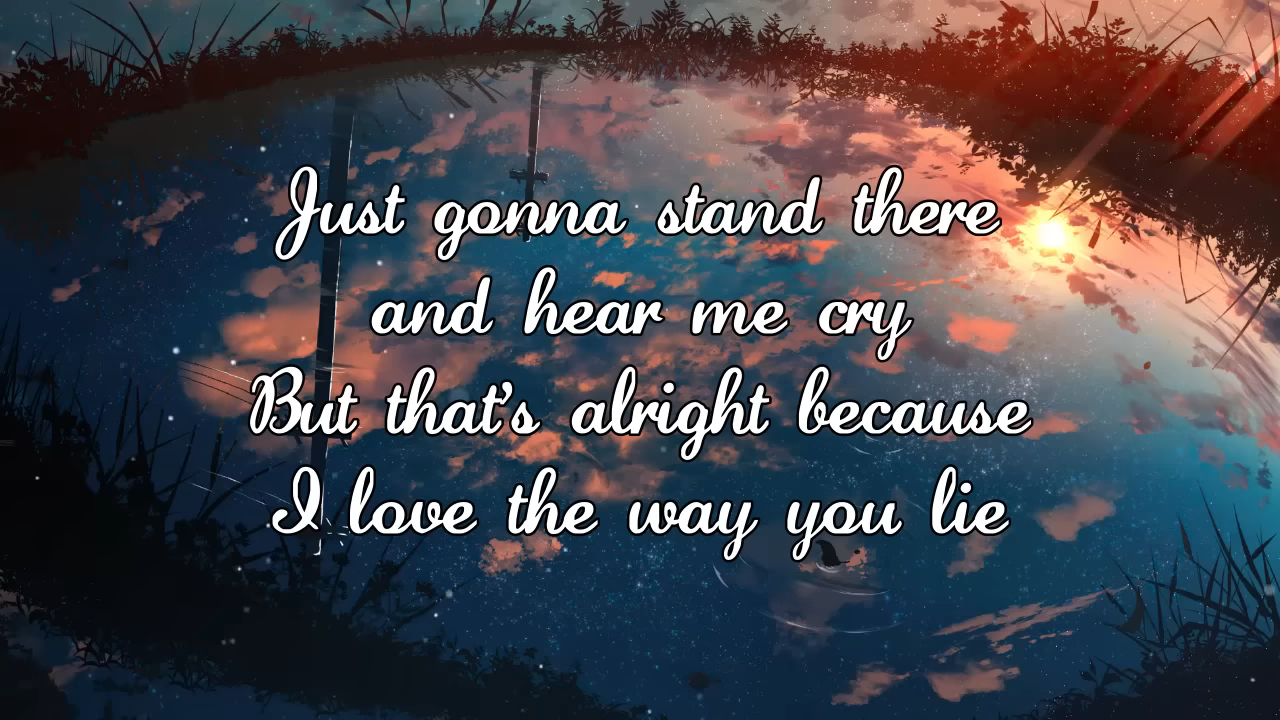 Just gonna stand there
and hear me cry
But that's alright because
I love the way you lie